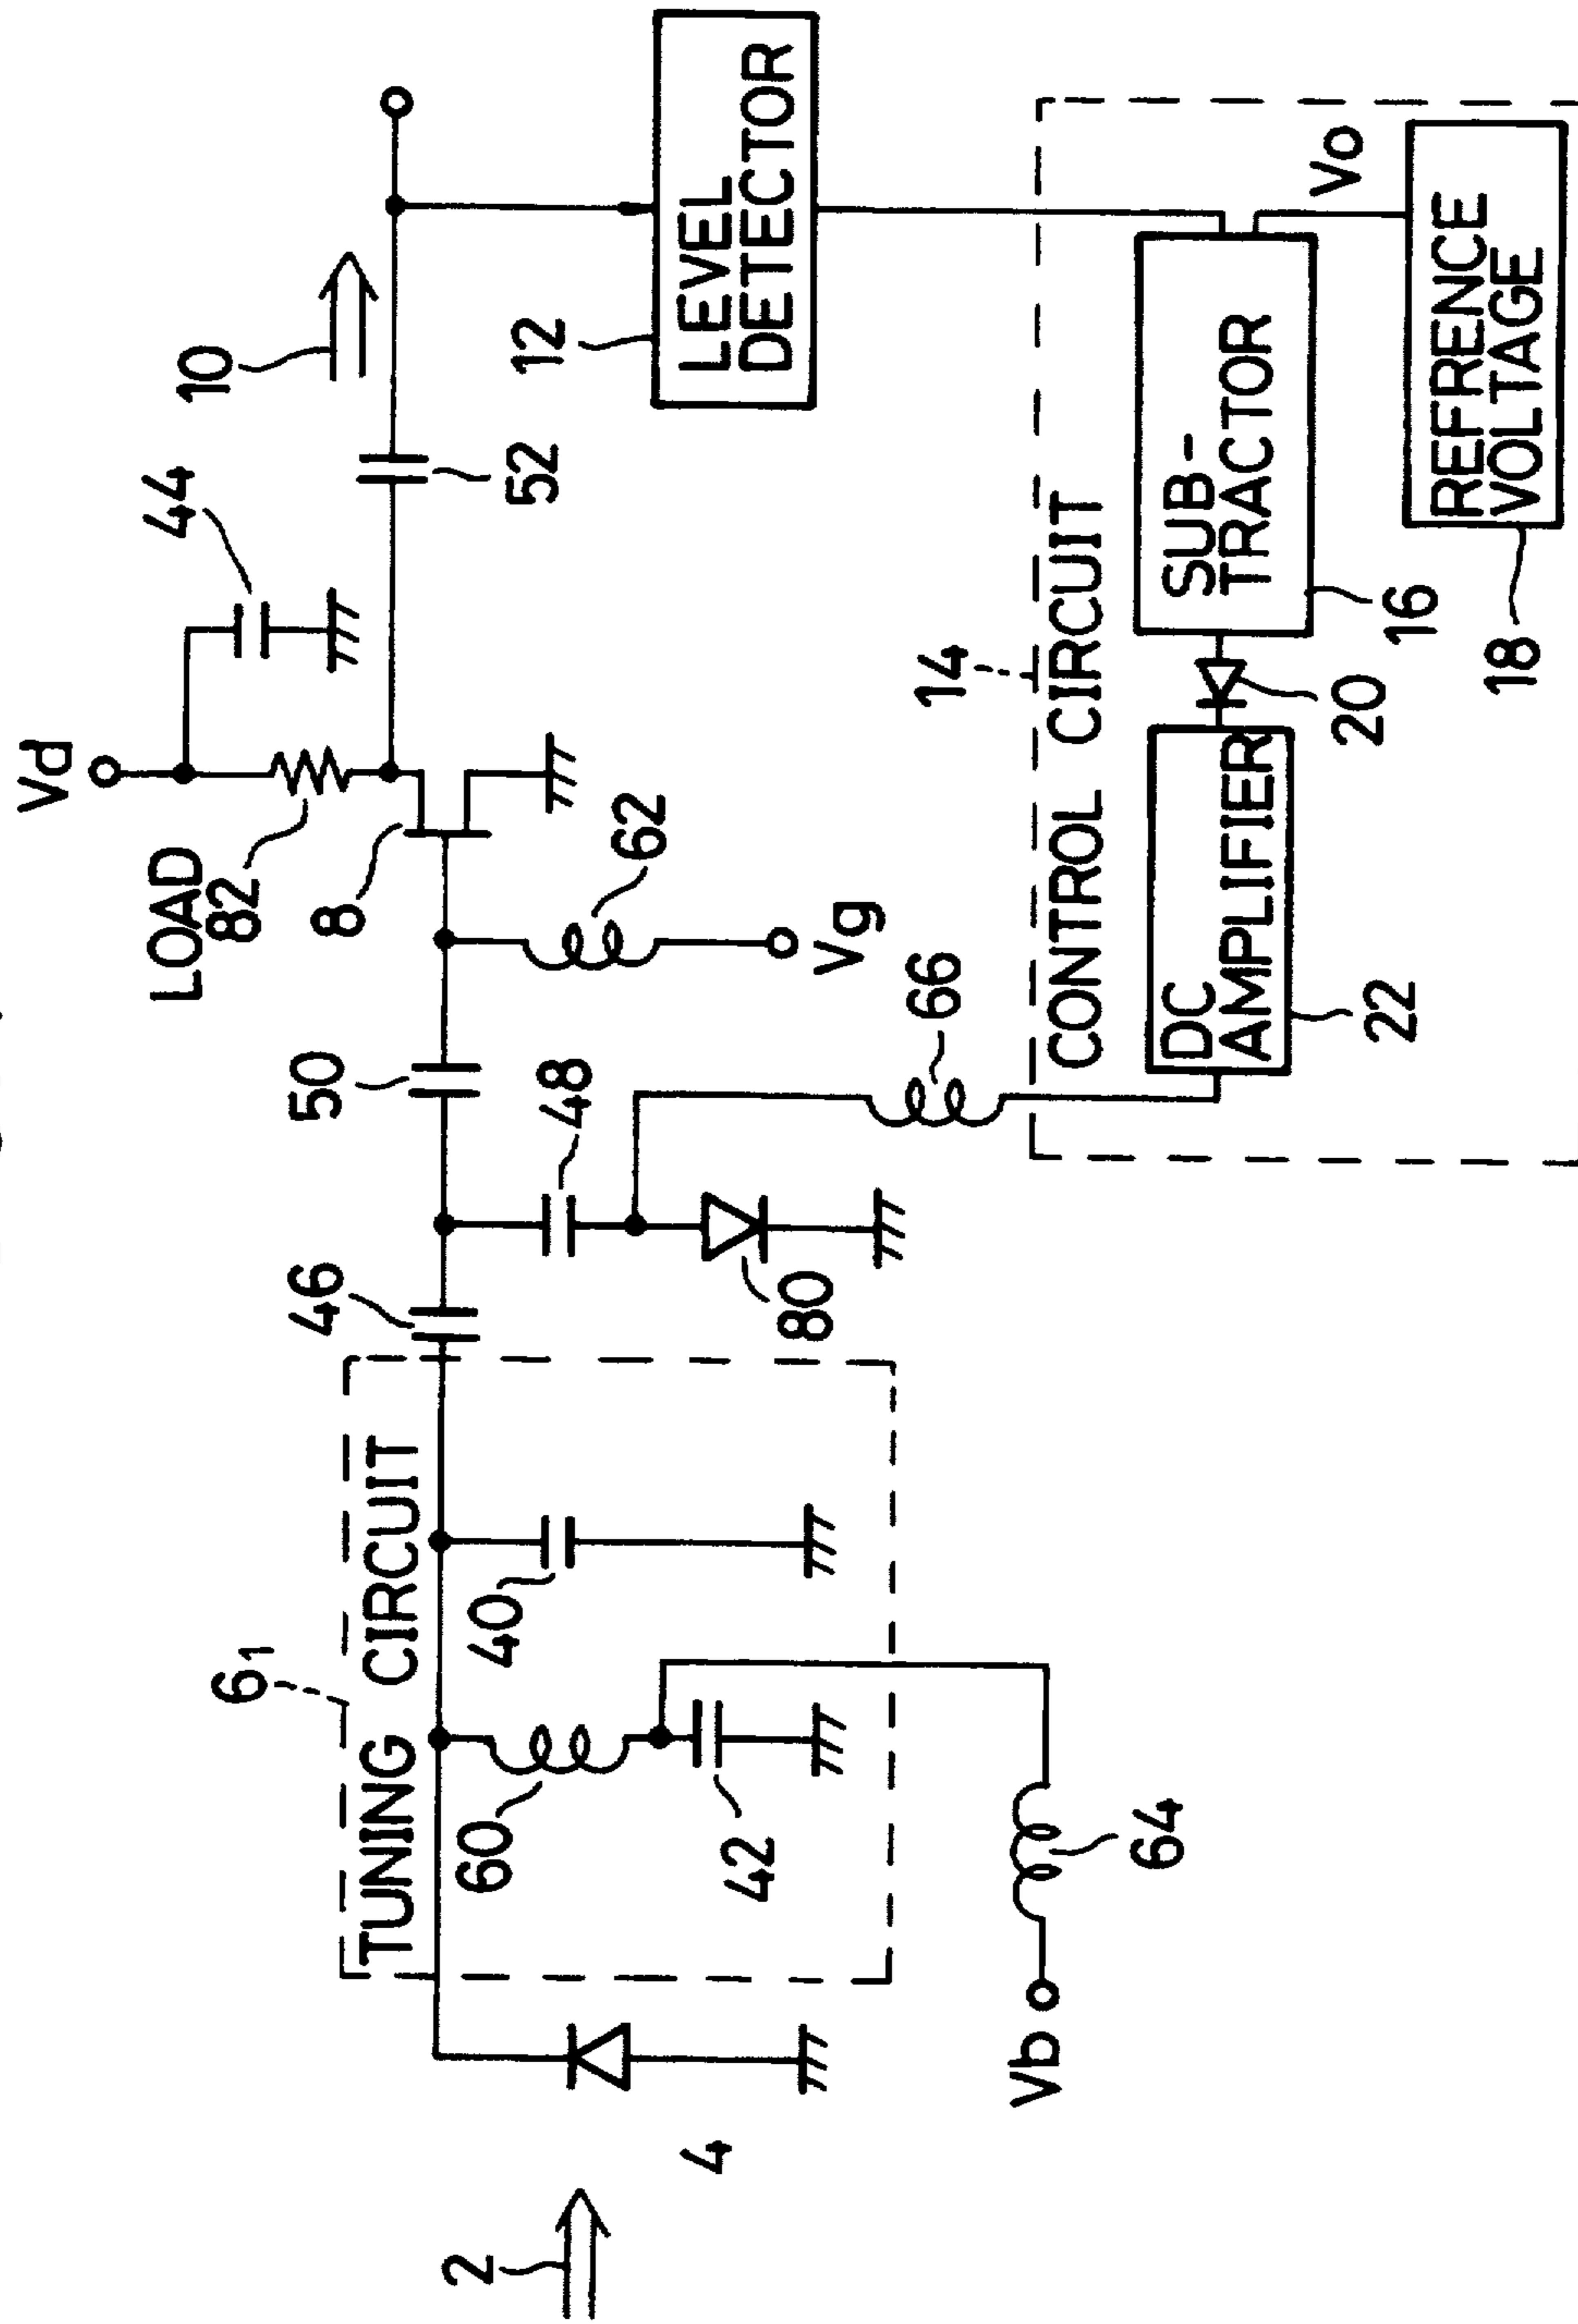 Vd
LOAD
82
44
10
8
52
6₁
TUNING CIRCUIT
46
50
62
Vg
12
LEVEL
DETECTOR
48
40
60
42
80
66
2
4
Vb
64
14
CONTROL CIRCUIT
DC
AMPLIFIER
22
20
SUB-
TRACTOR
16
Vo
REFERENCE
VOLTAGE
18